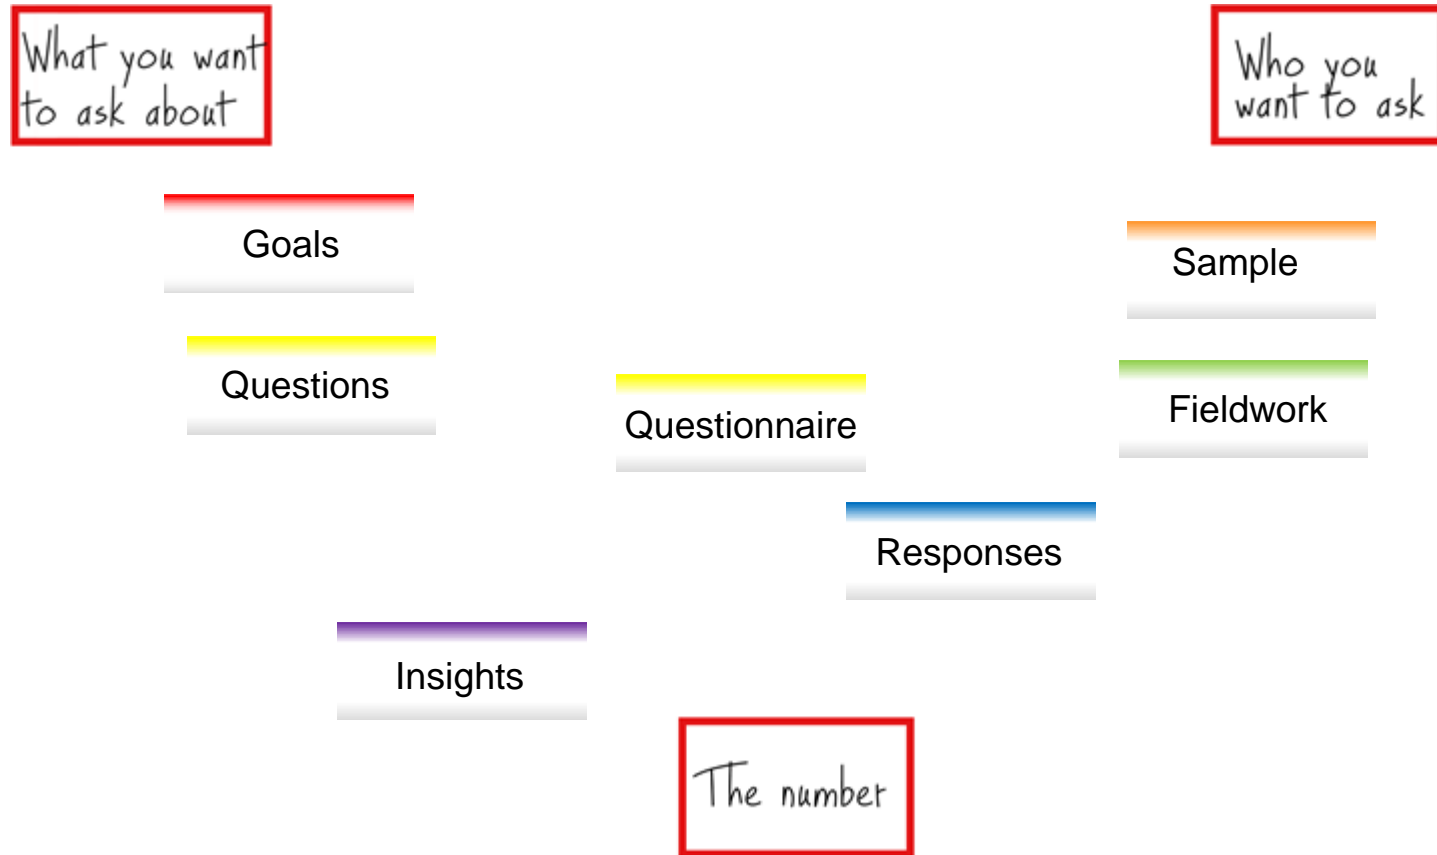 What you want
to ask about
Who you
want to ask
Goals
Sample
Questions
Fieldwork
Questionnaire
Responses
Insights
The number